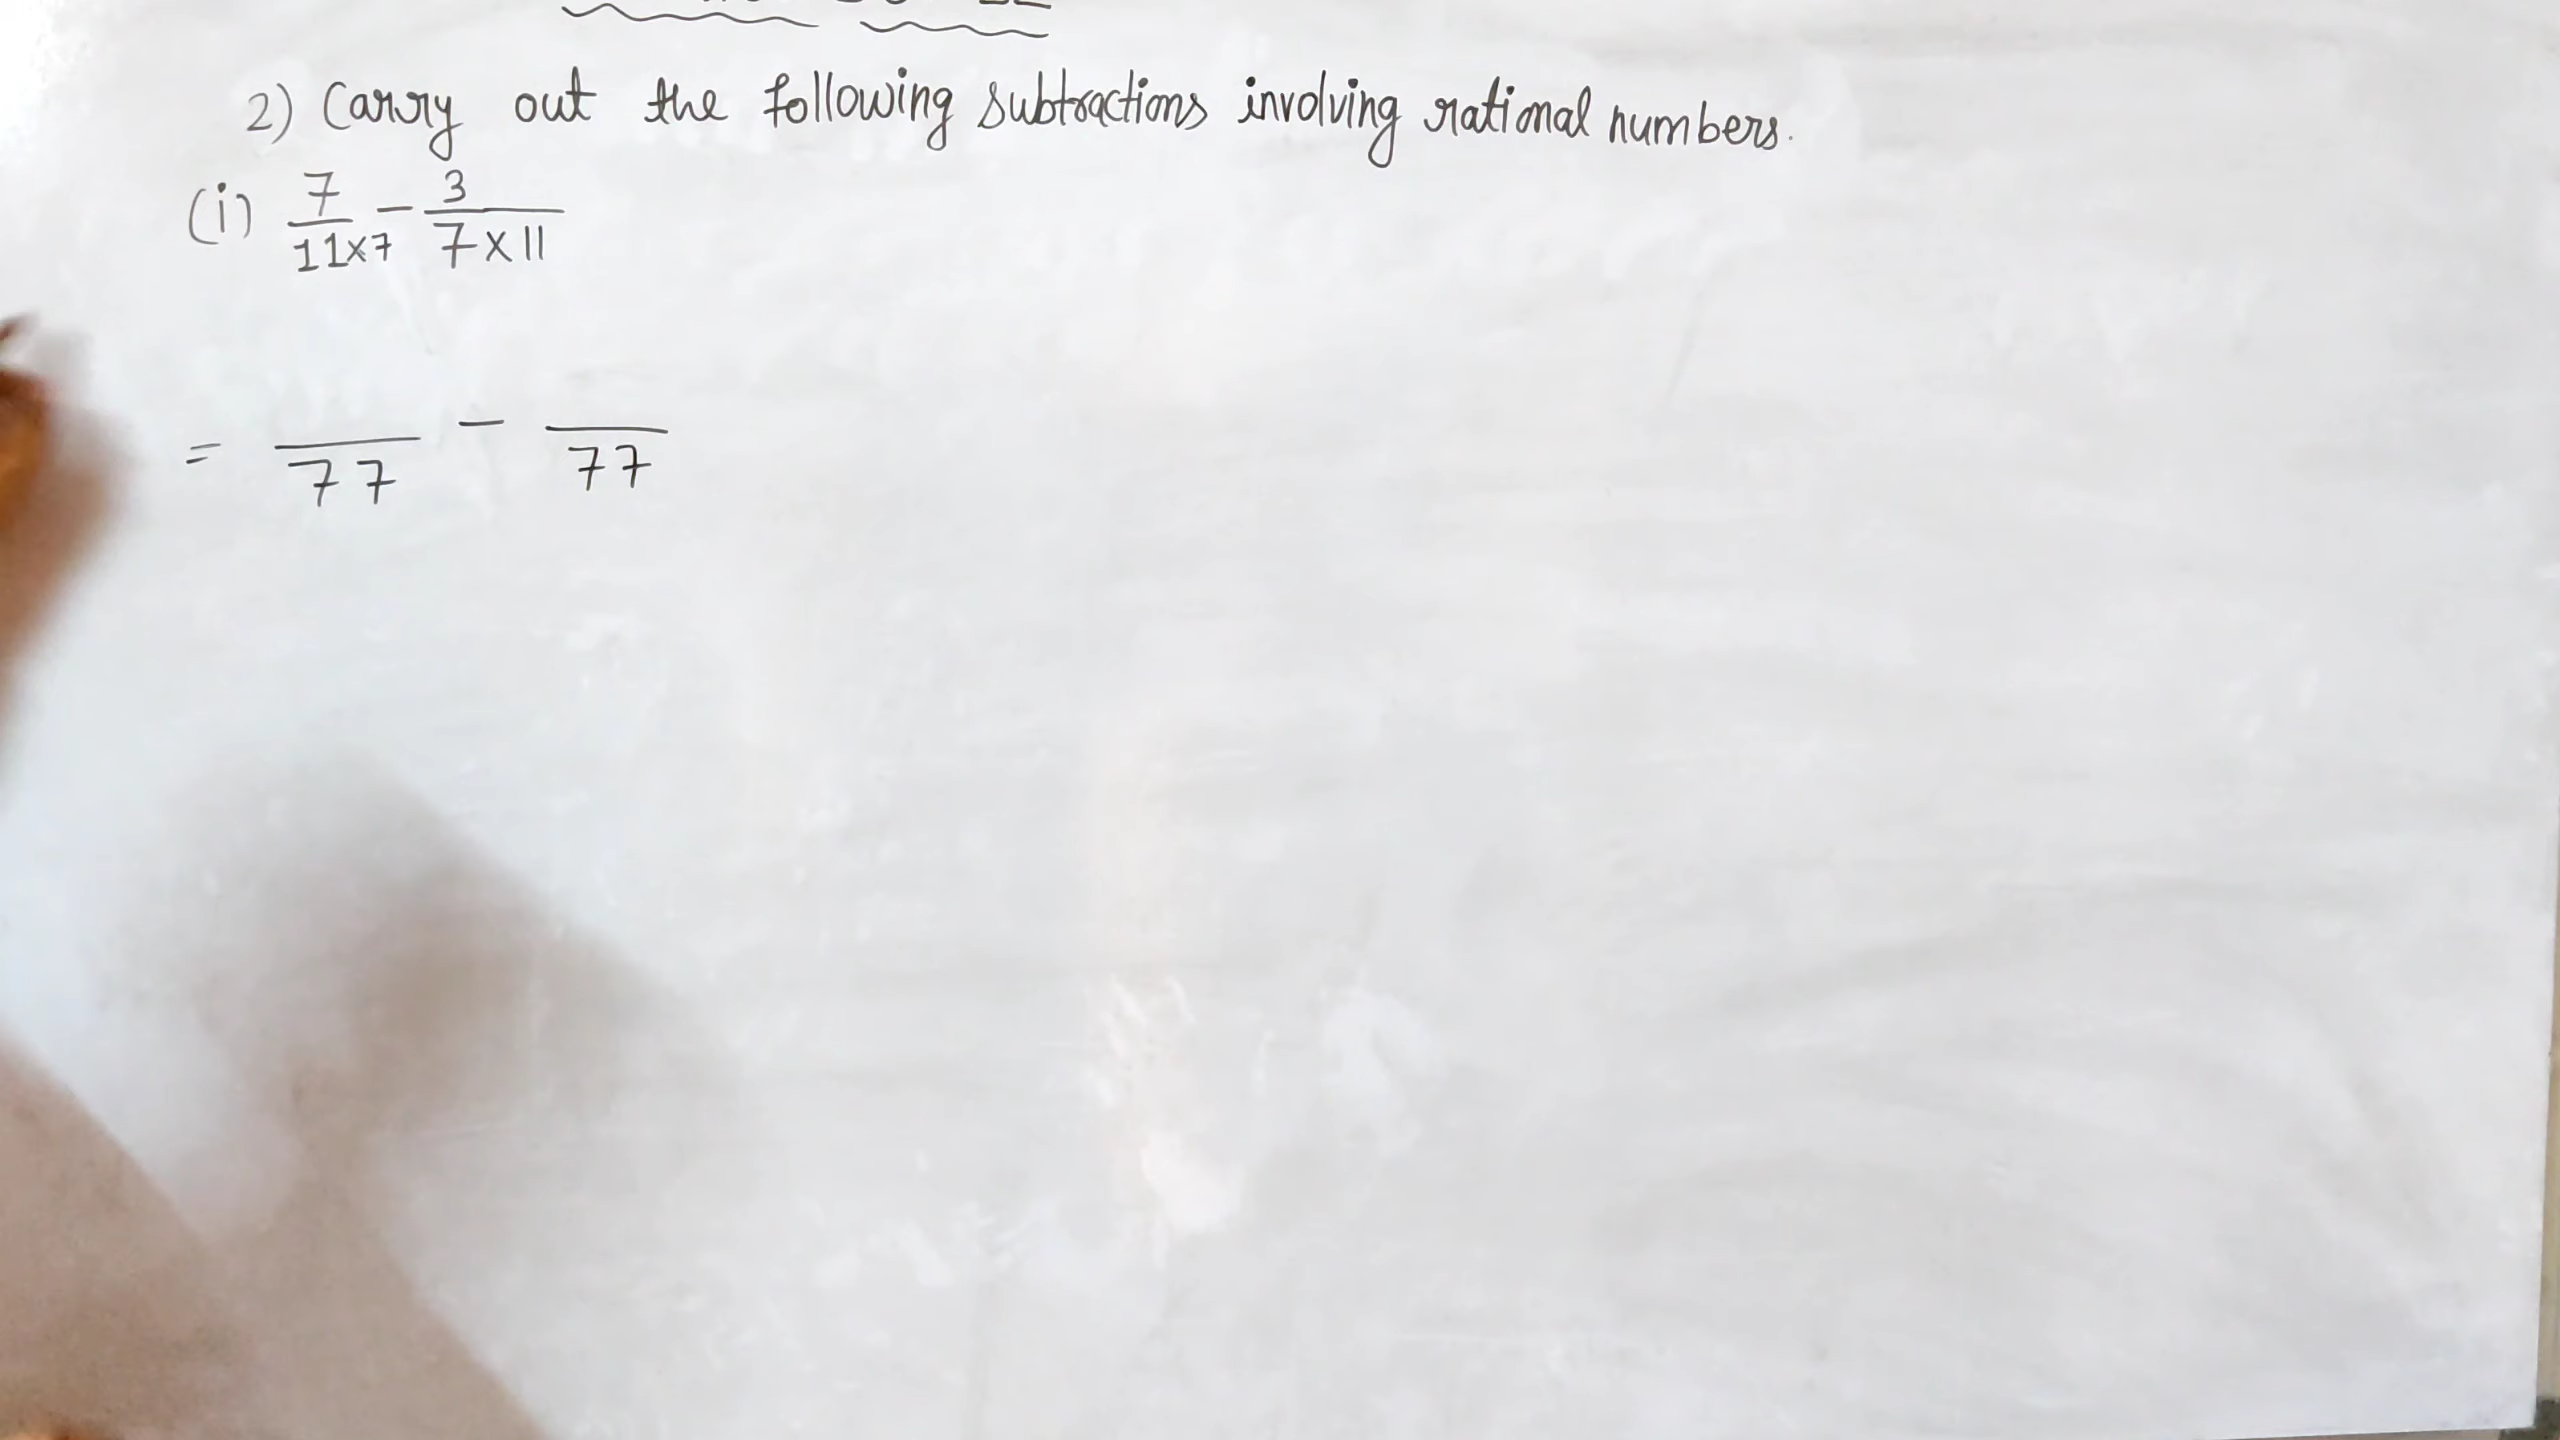 2) Carry out the following subtractions involving rational numbers.
(i) 7/11×7 - 3/7×11
= /77 - /77